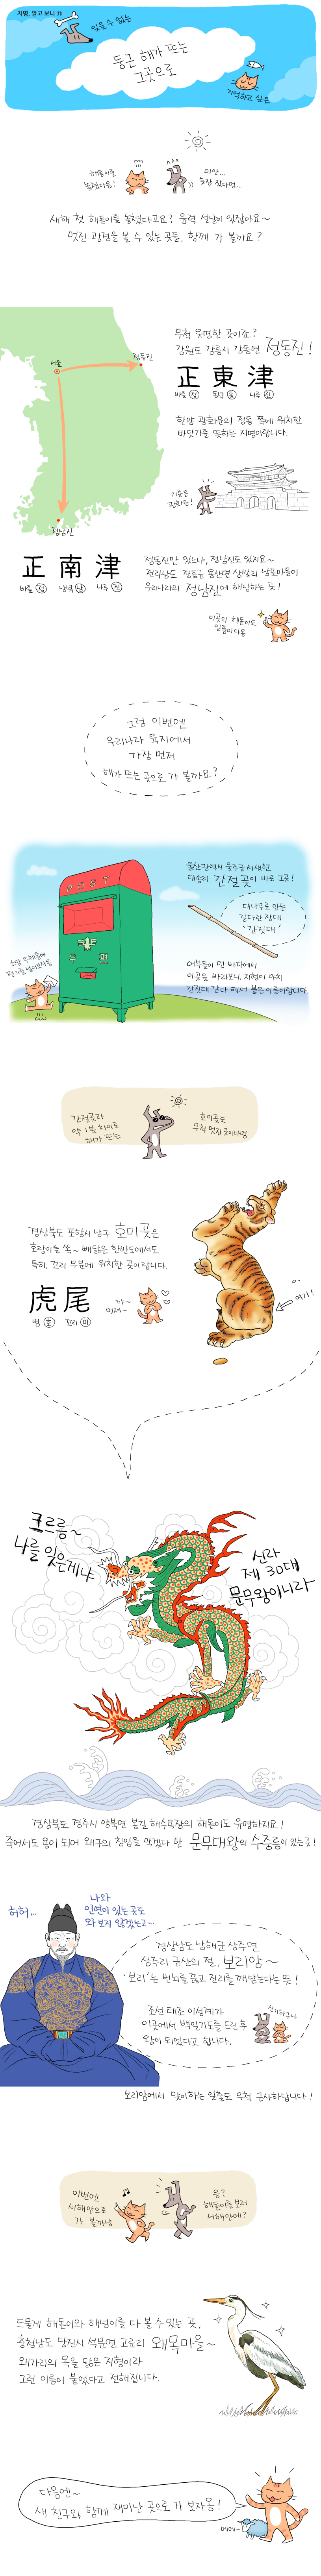 지명, 알고 보니 ⑪
잊을 수 없는
둥근 해가 뜨는
그곳으로
기억하고 싶은
해돋이를
놓쳤다옹!
미안...
늦잠 잤다멍...
새해 첫 해돋이를 놓쳤다고요? 음력 설날이 있잖아요~
멋진 광경을 볼 수 있는 곳들, 함께 가 볼까요?
서울
정동진
정남진
무척 유명한 곳이죠?
강원도 강릉시 강동면 정동진!
正 東 津
바를 정 동녘 동 나루 진
한양 광화문의 정동 쪽에 위치한
바닷가를 뜻하는 지명이랍니다.
기준은
광화문!
正 南 津
바를 정 남녘 남 나루 진
정동진만 있느냐, 정남진도 있지요~
전라남도 장흥군 용산면 상발리 남포마을이
우리나라의 정남진에 해당하는 곳!
이곳의 해돋이도
일품이다옹
그럼 이번엔
우리나라 육지에서
가장 먼저
해가 뜨는 곳으로 가 볼까요?
울산광역시 울주군 서생면
대송리 간절곶이 바로 그곳!
대나무로 만든
긴 장대
'간짓대'
소망 우체통에
편지를
우 편
어부들이 먼 바다에서
이곳을 바라보니, 지형이 마치
간짓대 같다 해서 붙은 이름이랍니다.
간절곶과
약 1분 차이로
해가 뜨는
호미곶도
무척 멋진 곳이다멍
경상북도 포항시 남구 호미곶은
호랑이를 쏙~ 빼닮은 한반도에서도
특히, 꼬리 부분에 위치한 곳이랍니다.
虎 尾
범 호 꼬리 미
꺄~
멋져~
여기!
크르릉~
나를 잊은게냐
신라
제 30대
문무왕이니라
경상북도 경주시 양북면 봉길 해수욕장의 해돋이도 유명하지요!
죽어서도 용이 되어 왜구의 침입을 막겠다 한 문무대왕의 수중릉이 있는 곳!
허허...
나와
인연이 있는 곳도
와 보지 않겠는고...
경상남도 남해군 상주면
상주리 금산의 절, 보리암~
'보리'는 번뇌를 끊고 진리를 깨닫는다는 뜻!
조선 태조 이성계가
이곳에서 백일기도를 드린 후
왕이 되었다고 합니다.
보리암에서 맞이하는 일출도 무척 근사하답니다!
이번엔
서해안으로
가 볼까냥
응?
해돋이를 보러
서해안에?
드물게 해돋이와 해넘이를 다 볼 수 있는 곳,
충청남도 당진시 석문면 교로리 왜목마을~
왜가리의 목을 닮은 지형이라
그런 이름이 붙었다고 전해집니다.
다음엔~
새 친구와 함께 재미난 곳으로 가 보자옹!
메에~